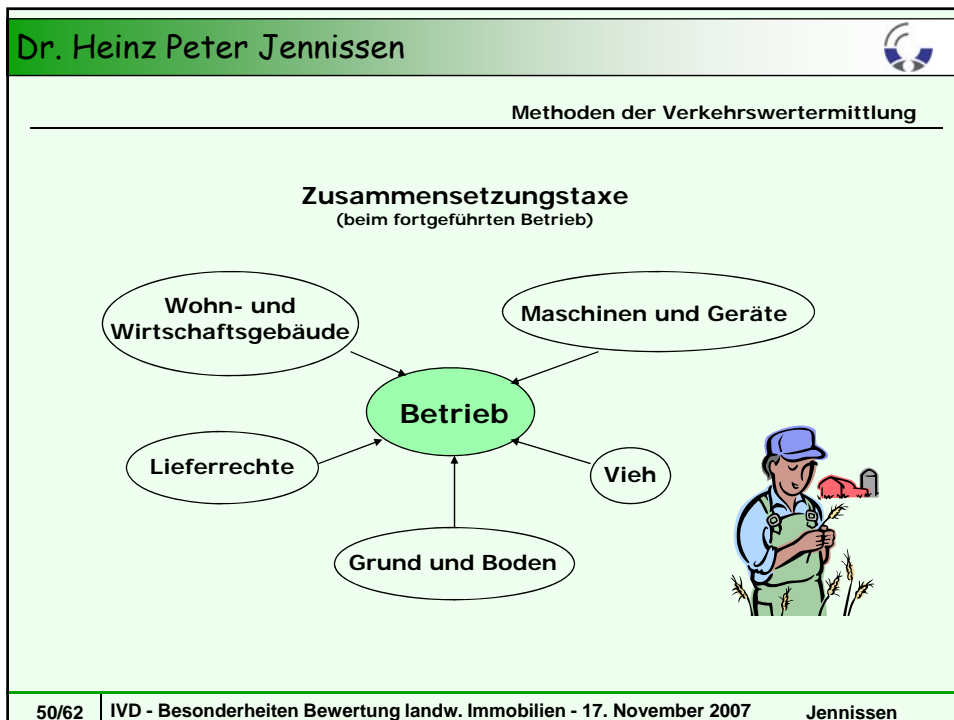 Dr. Heinz Peter Jennissen
Methoden der Verkehrswertermittlung
Zusammensetzungstaxe
(beim fortgeführten Betrieb)
Wohn- und
Wirtschaftsgebäude
Maschinen und Geräte
Betrieb
Lieferrechte
Vieh
Grund und Boden
50/62 IVD - Besonderheiten Bewertung landw. Immobilien - 17. November 2007 Jennissen